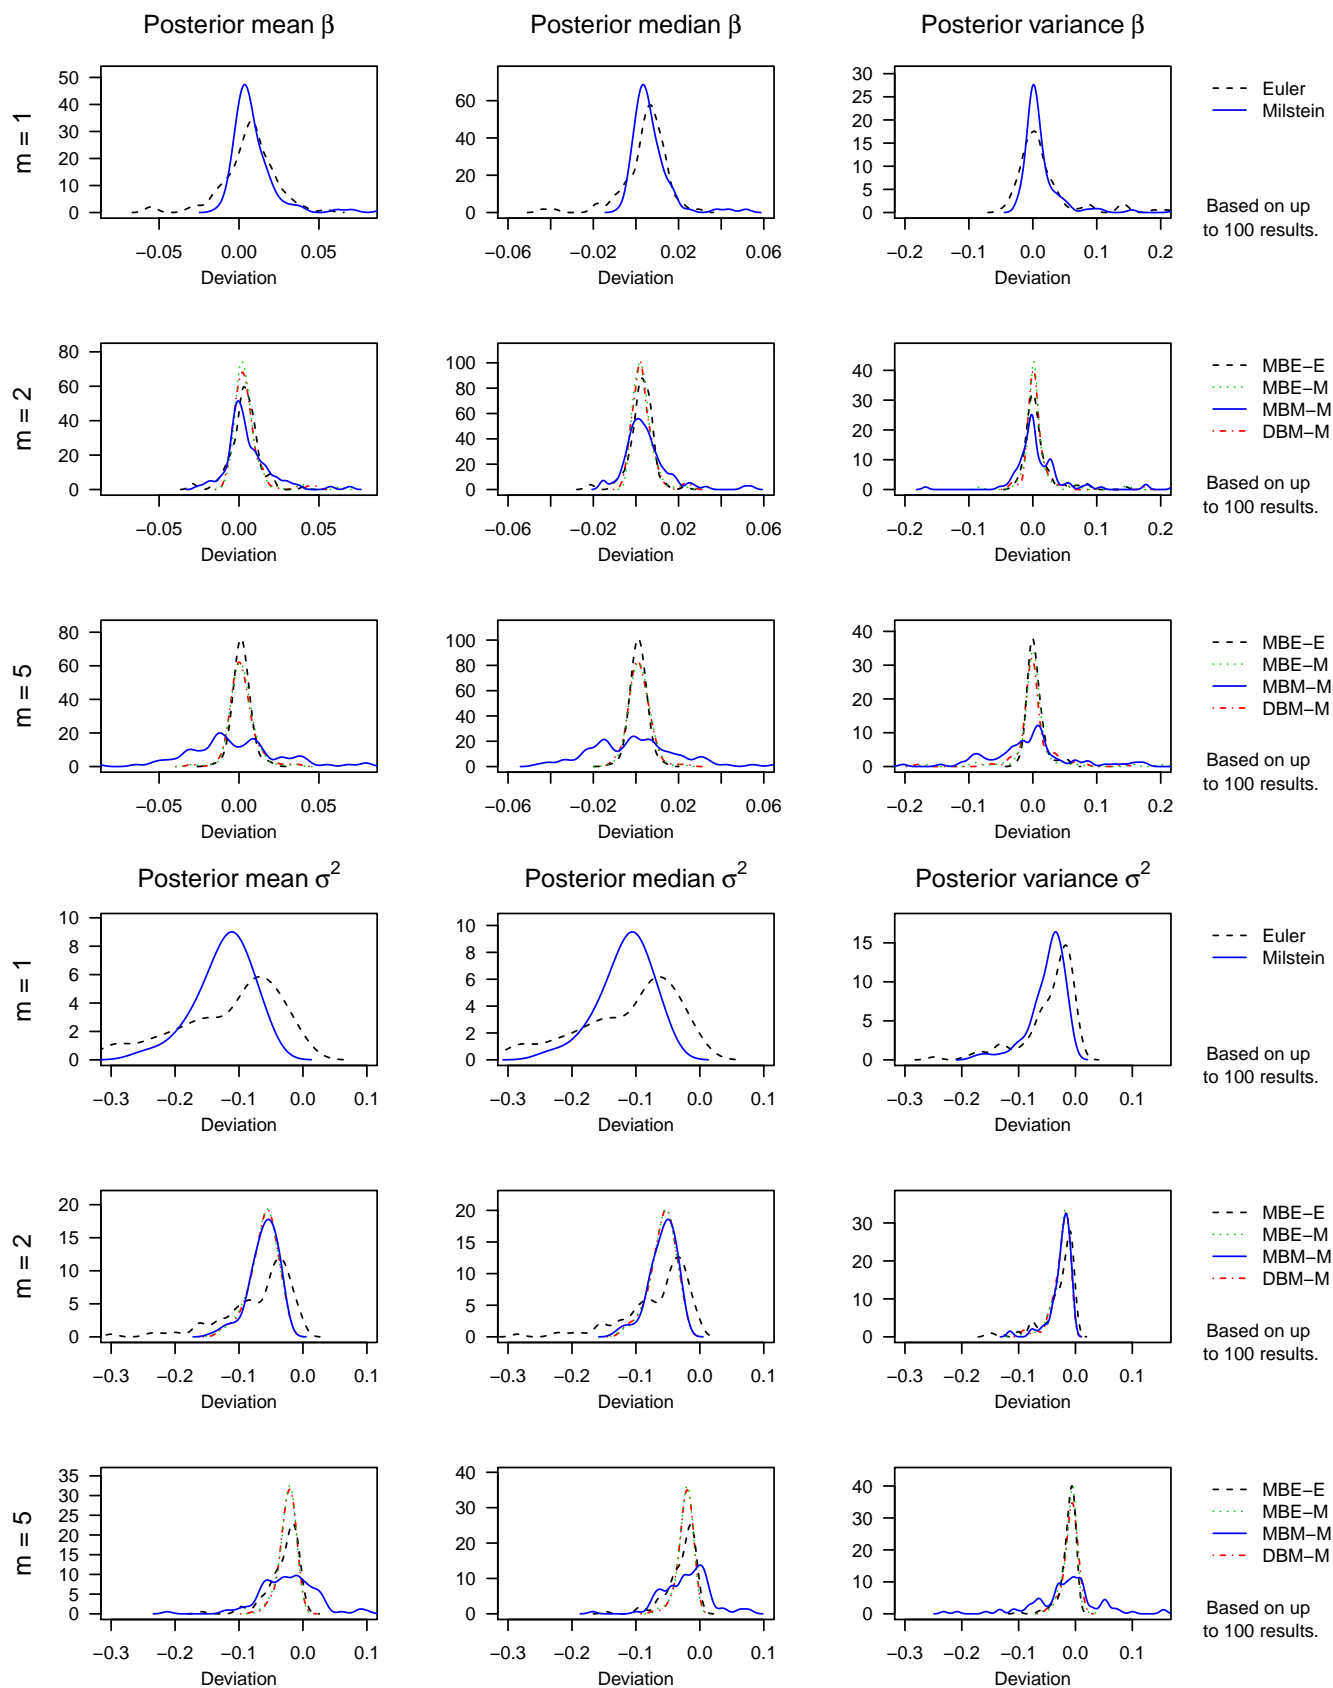 Posterior mean β
Posterior median β
Posterior variance β
m = 1
50
40
30
20
10
0
−0.05 0.00 0.05
Deviation
60
40
20
0
−0.06 −0.02 0.02 0.06
Deviation
30
25
20
15
10
5
0
−0.2 −0.1 0.0 0.1 0.2
Deviation
Euler
Milstein
Based on up
to 100 results.
m = 2
80
60
40
20
0
−0.05 0.00 0.05
Deviation
100
80
60
40
20
0
−0.06 −0.02 0.02 0.06
Deviation
40
30
20
10
0
−0.2 −0.1 0.0 0.1 0.2
Deviation
MBE−E
MBE−M
MBM−M
DBM−M
Based on up
to 100 results.
m = 5
80
60
40
20
0
−0.05 0.00 0.05
Deviation
100
80
60
40
20
0
−0.06 −0.02 0.02 0.06
Deviation
40
30
20
10
0
−0.2 −0.1 0.0 0.1 0.2
Deviation
MBE−E
MBE−M
MBM−M
DBM−M
Based on up
to 100 results.
Posterior mean σ²
Posterior median σ²
Posterior variance σ²
m = 1
10
8
6
4
2
0
−0.3 −0.2 −0.1 0.0 0.1
Deviation
10
8
6
4
2
0
−0.3 −0.2 −0.1 0.0 0.1
Deviation
15
10
5
0
−0.3 −0.2 −0.1 0.0 0.1
Deviation
Euler
Milstein
Based on up
to 100 results.
m = 2
20
15
10
5
0
−0.3 −0.2 −0.1 0.0 0.1
Deviation
20
15
10
5
0
−0.3 −0.2 −0.1 0.0 0.1
Deviation
30
20
10
0
−0.3 −0.2 −0.1 0.0 0.1
Deviation
MBE−E
MBE−M
MBM−M
DBM−M
Based on up
to 100 results.
m = 5
35
30
25
20
15
10
5
0
−0.3 −0.2 −0.1 0.0 0.1
Deviation
40
30
20
10
0
−0.3 −0.2 −0.1 0.0 0.1
Deviation
40
30
20
10
0
−0.3 −0.2 −0.1 0.0 0.1
Deviation
MBE−E
MBE−M
MBM−M
DBM−M
Based on up
to 100 results.